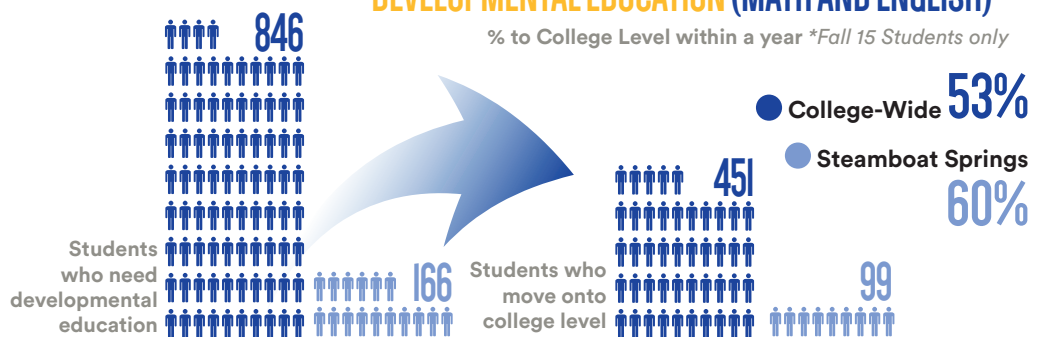 DEVELOPMENTAL EDUCATION (MATH AND ENGLISH)
% to College Level within a year *Fall 15 Students only
846
College-Wide 53%
Steamboat Springs
60%
451
Students
who need
developmental
education
166
Students who
move onto
college level
99